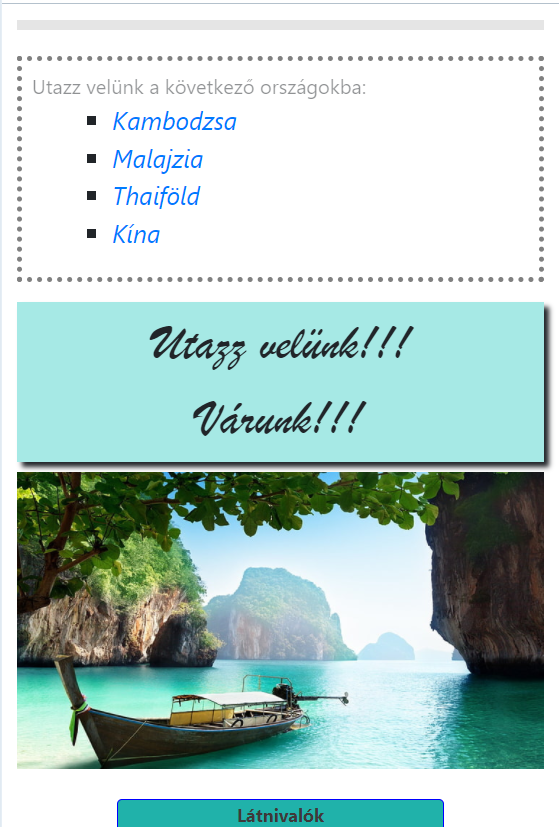 Utazz velünk a következő országokba:
Kambodzsa
Malajzia
Thaiföld
Kína
Utazz velünk!!!
Várunk!!!
Látnivalók